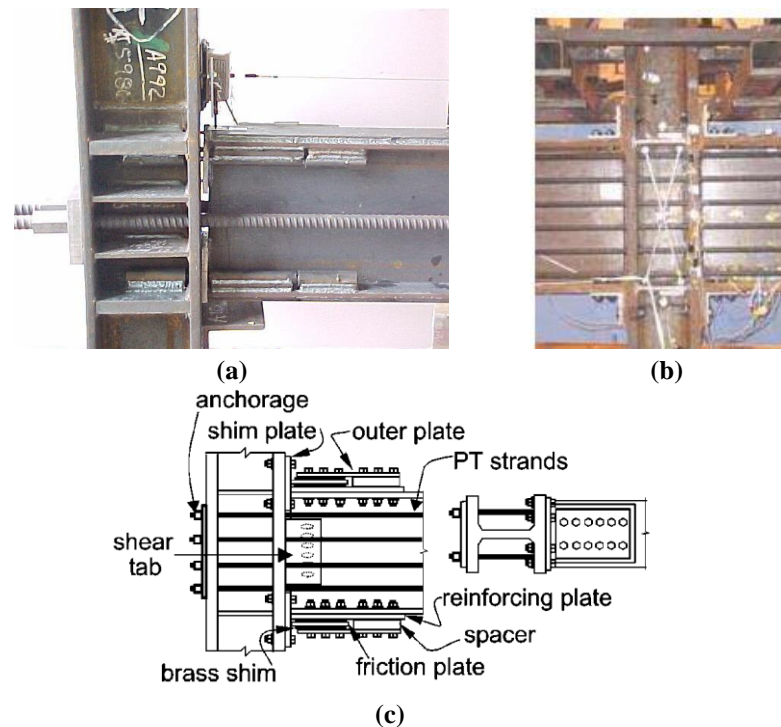 A992
(a)
(b)
anchorage
shim plate
outer plate
PT strands
shear
tab
reinforcing plate
spacer
friction plate
brass shim
(c)